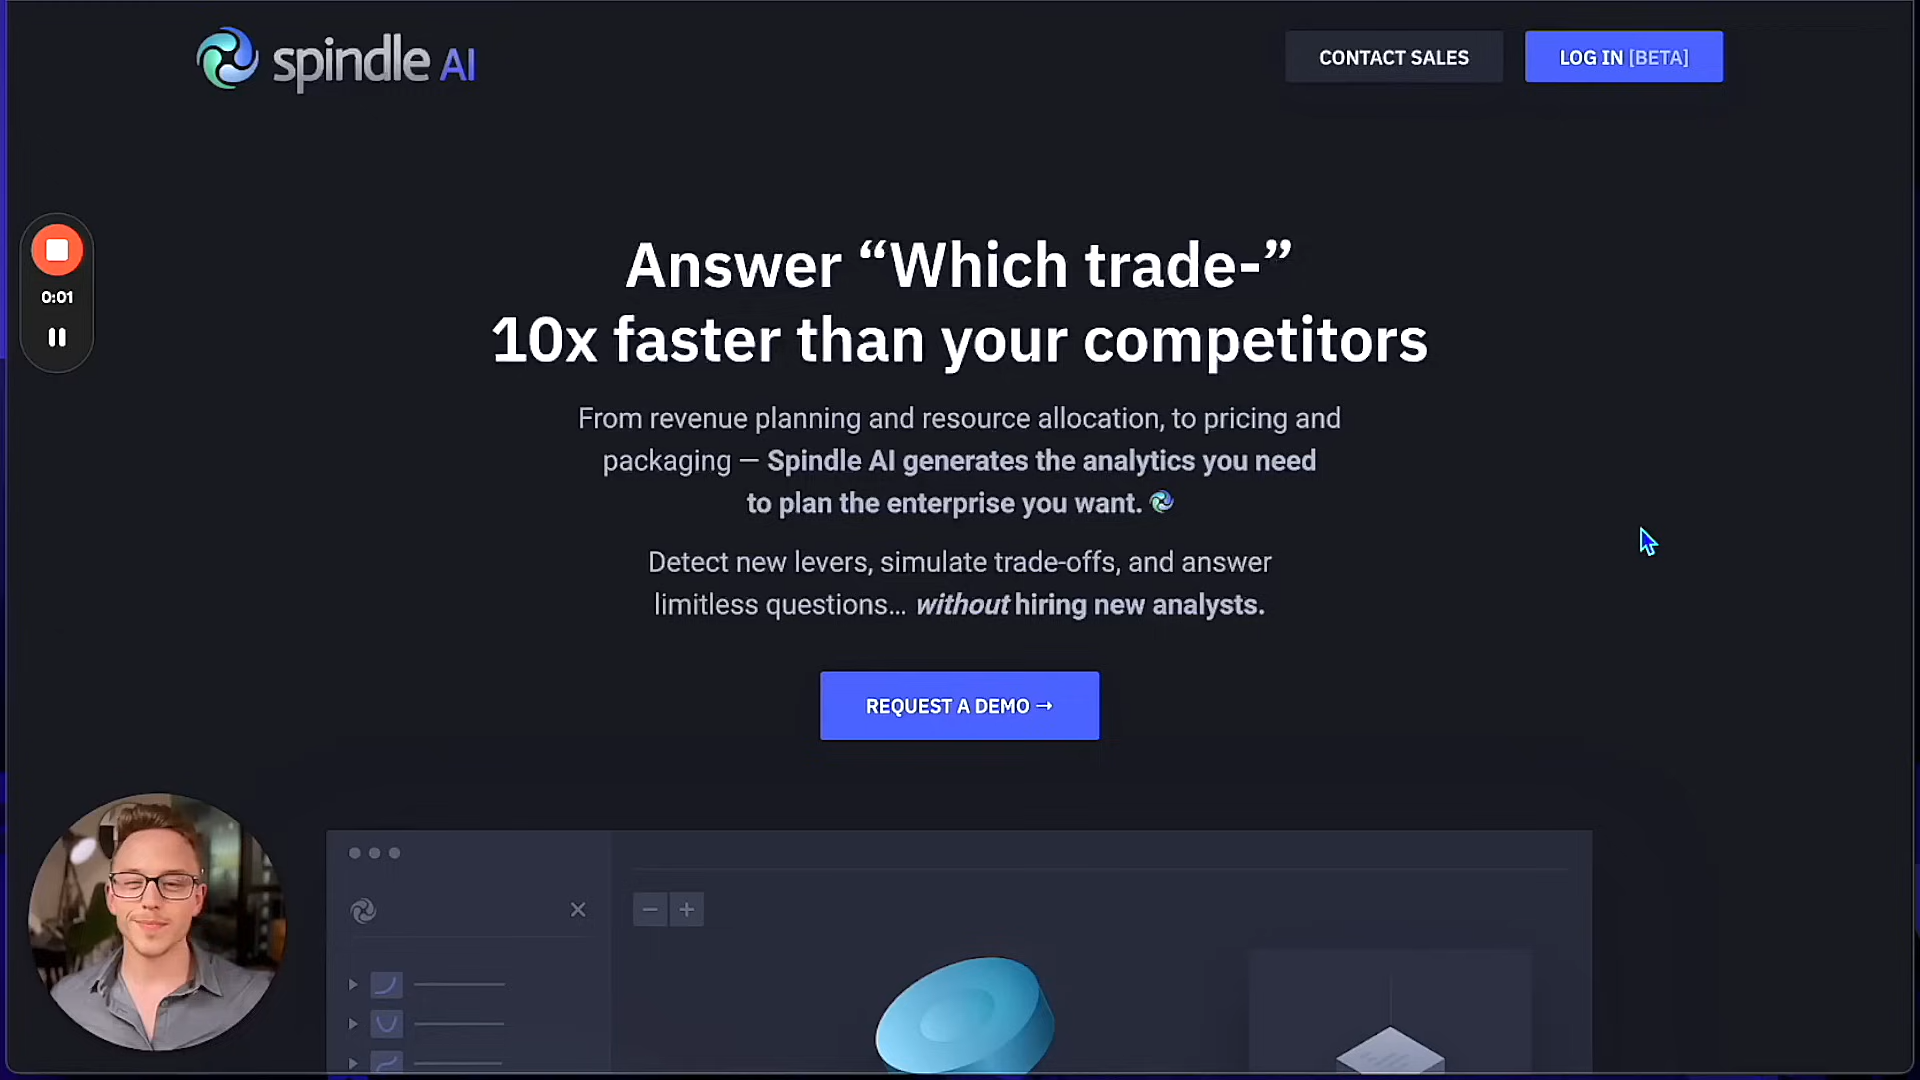 spindle AI
CONTACT SALES
LOG IN [BETA]
0:01
Answer “Which trade-”
10x faster than your competitors
From revenue planning and resource allocation, to pricing and
packaging — Spindle AI generates the analytics you need
to plan the enterprise you want.
Detect new levers, simulate trade-offs, and answer
limitless questions... without hiring new analysts.
REQUEST A DEMO →